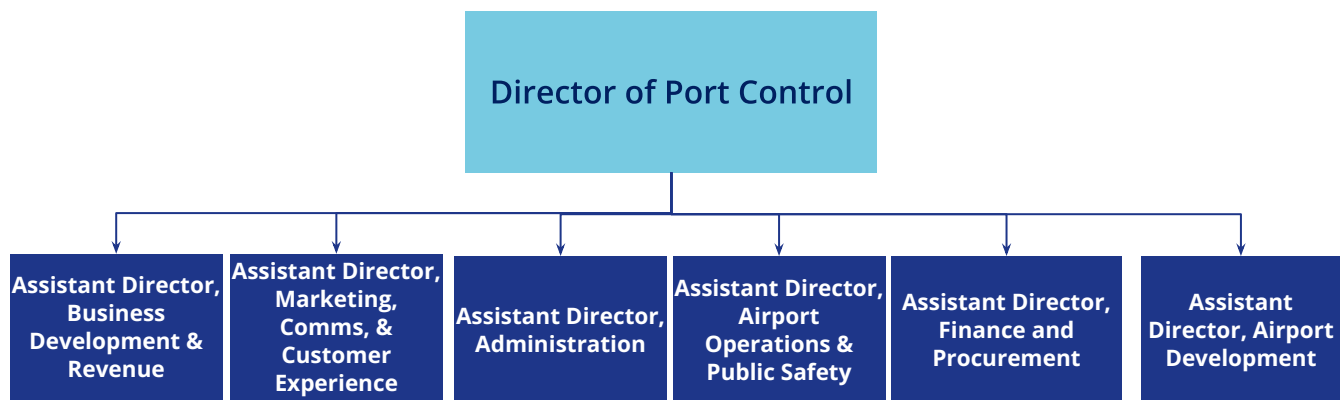 Director of Port Control
Assistant Director,
Business
Development &
Revenue
Assistant Director,
Marketing,
Comms, &
Customer
Experience
Assistant Director,
Administration
Assistant Director,
Airport
Operations &
Public Safety
Assistant Director,
Finance and
Procurement
Assistant
Director, Airport
Development